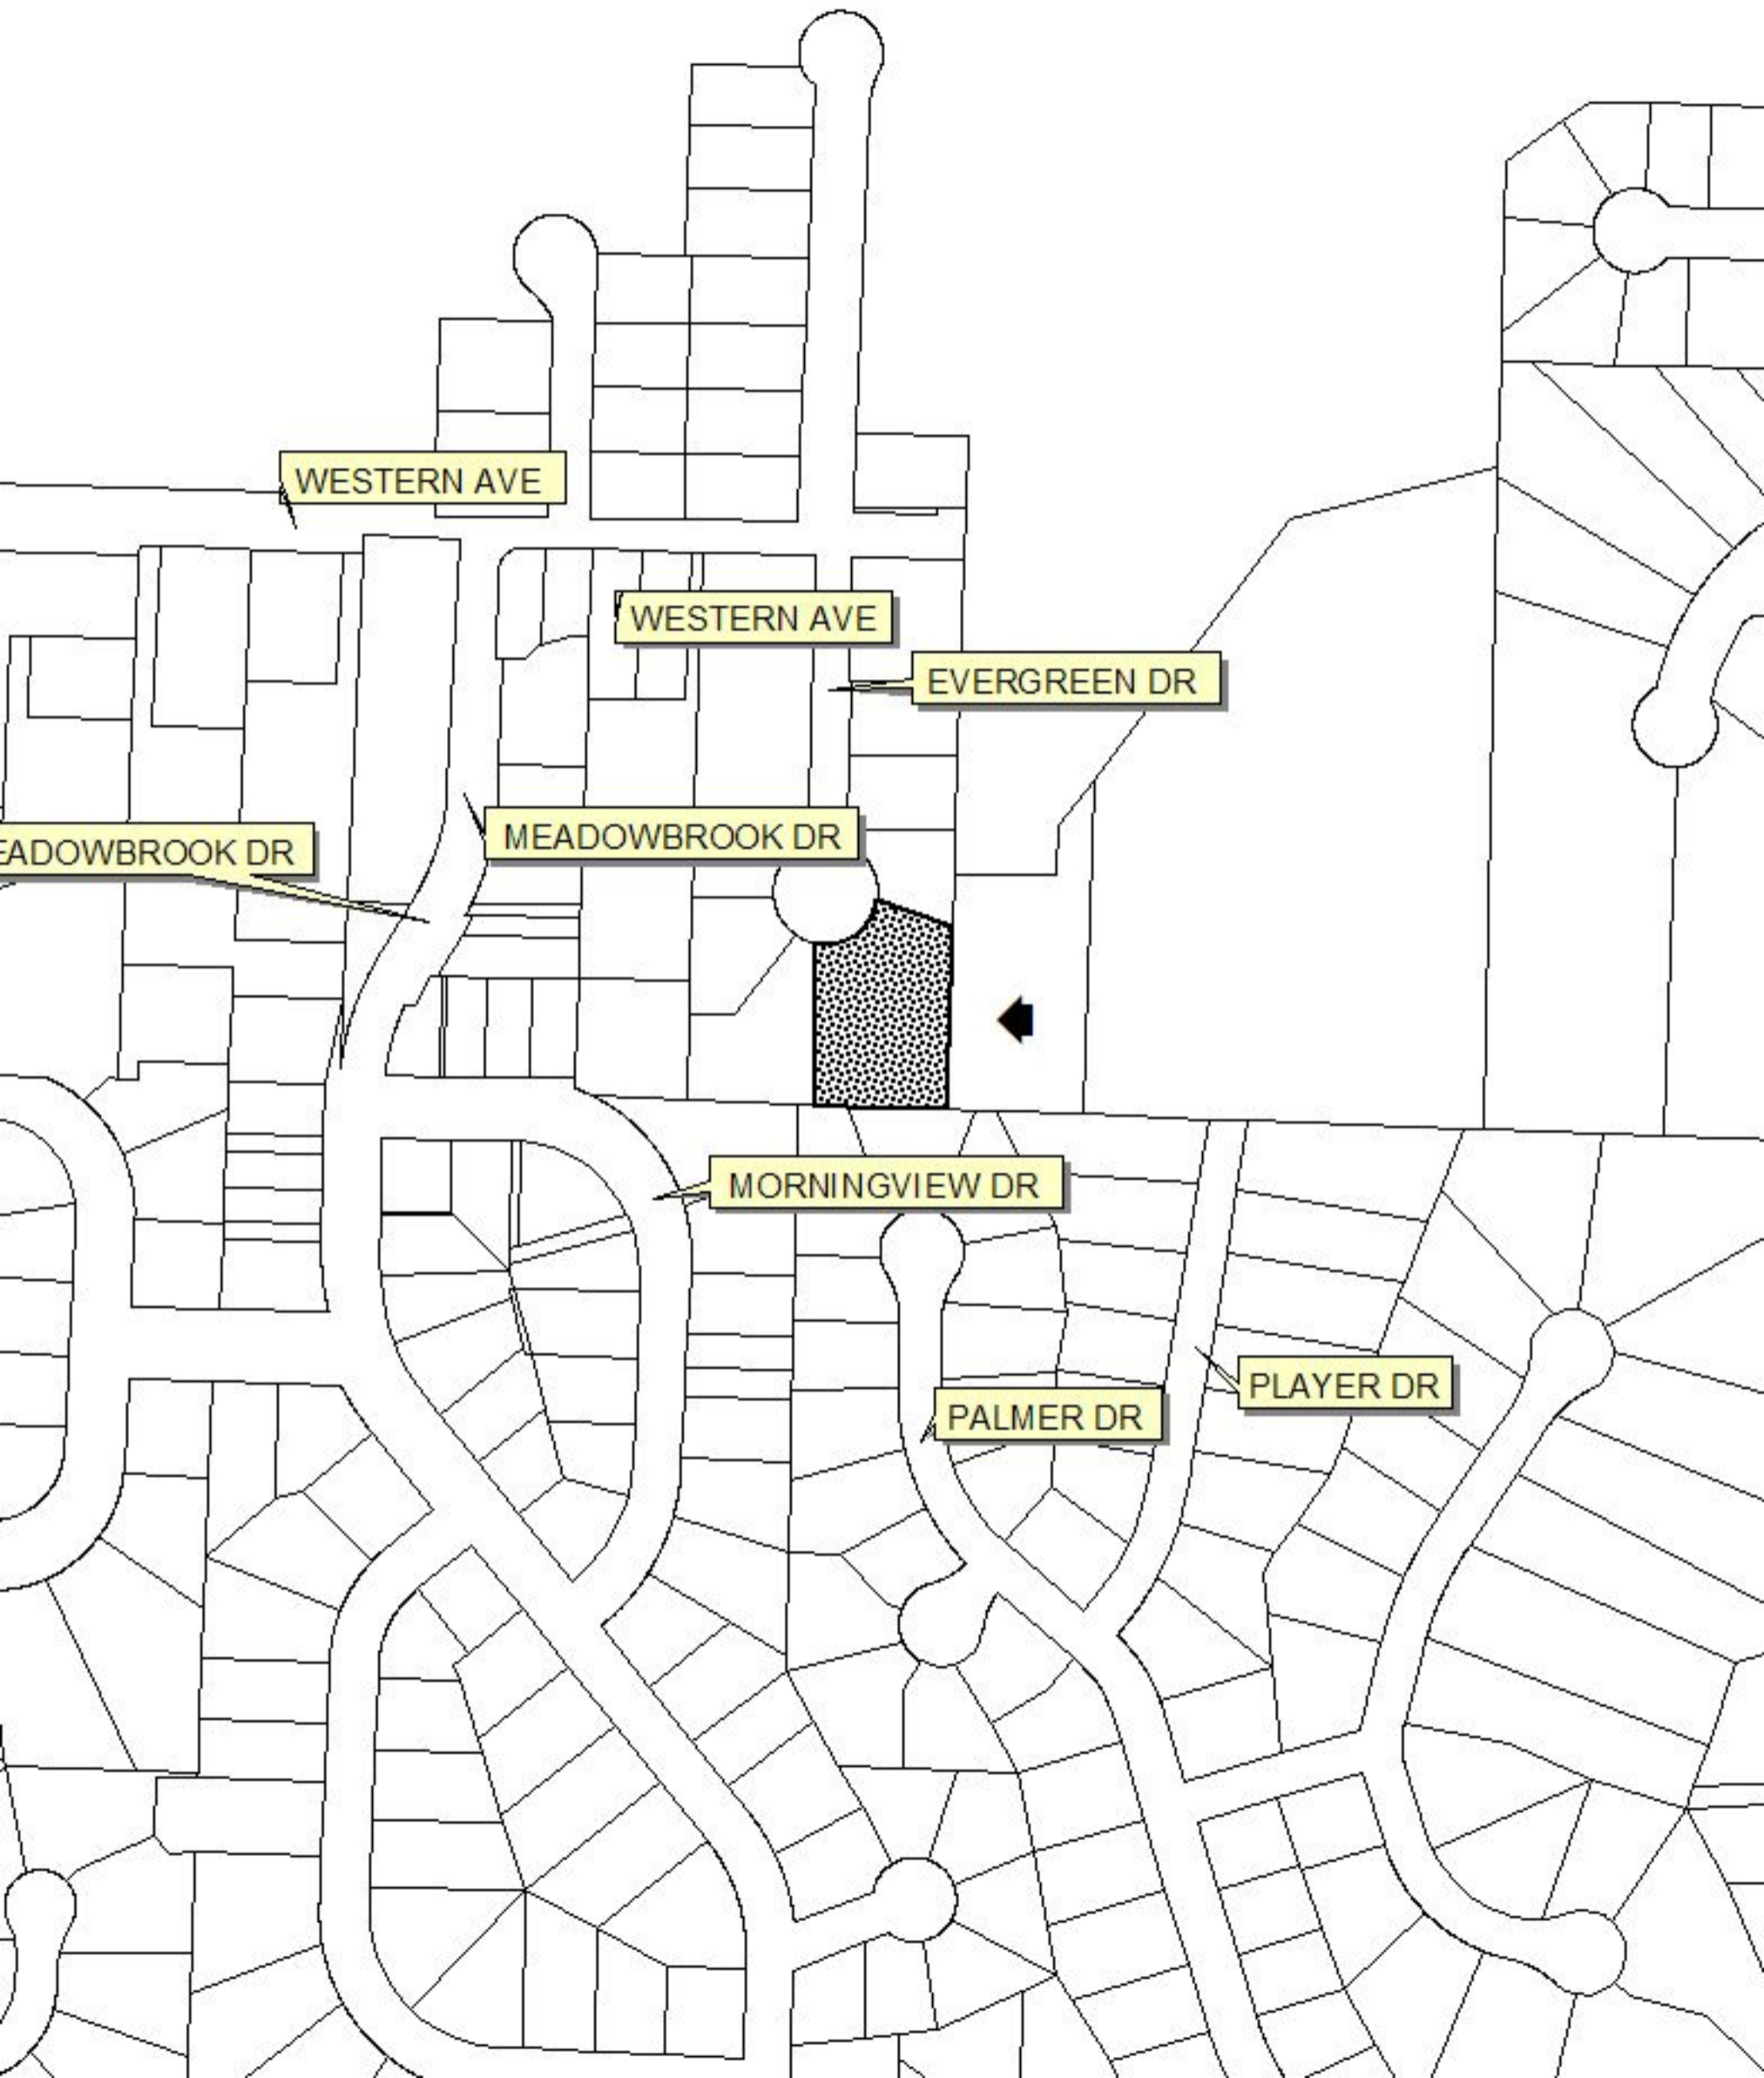 WESTERN AVE
WESTERN AVE
EVERGREEN DR
MEADOWBROOK DR
EADOWBROOK DR
MORNINGVIEW DR
PLAYER DR
PALMER DR